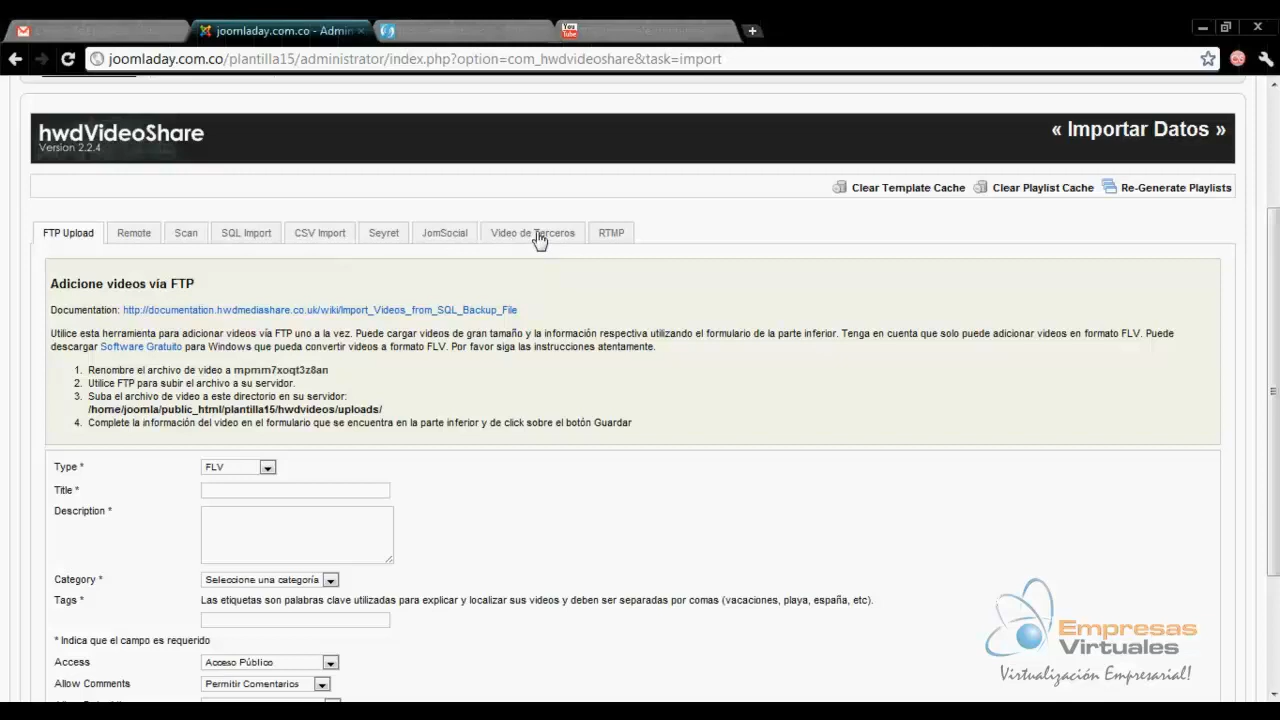 joomladay.com.co - Admin
joomladay.com.co/plantilla15/administrator/index.php?option=com_hwdvideoshare&task=import
hwdVideoShare
Version 2.2.4
« Importar Datos »
Clear Template Cache
Clear Playlist Cache
Re-Generate Playlists
FTP Upload
Remote
Scan
SQL Import
CSV Import
Seyret
JomSocial
Video de Terceros
RTMP
Adicione videos vía FTP
Documentation: http://documentation.hwdmediashare.co.uk/wiki/Import_Videos_from_SQL_Backup_File
Utilice esta herramienta para adicionar videos vía FTP uno a la vez. Puede cargar videos de gran tamaño y la información respectiva utilizando el formulario de la parte inferior. Tenga en cuenta que solo puede adicionar videos en formato FLV. Puede
descargar Software Gratuito para Windows que pueda convertir videos a formato FLV. Por favor siga las instrucciones atentamente.
1. Renombre el archivo de video a mpmm7xoqt3z8an
2. Utilice FTP para subir el archivo a su servidor.
3. Suba el archivo de video a este directorio en su servidor:
/home/joomla/public_html/plantilla15/hwdvideos/uploads/
4. Complete la información del video en el formulario que se encuentra en la parte inferior y de click sobre el botón Guardar
Type *
FLV
Title *
Description *
Category *
Seleccione una categoría
Tags *
Las etiquetas son palabras clave utilizadas para explicar y localizar sus videos y deben ser separadas por comas (vacaciones, playa, españa, etc).
* Indica que el campo es requerido
Access
Acceso Público
Allow Comments
Permitir Comentarios
Empresas
Virtuales
Virtualización Empresarial!